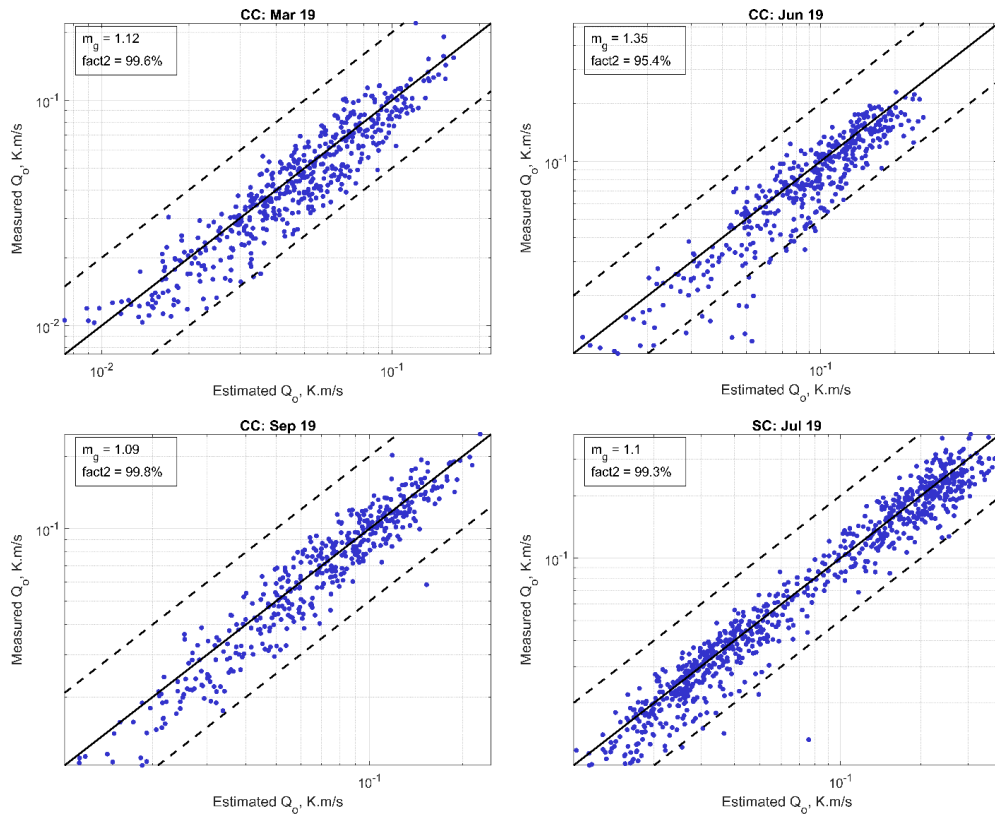 CC: Mar 19
m_g = 1.12
fact2 = 99.6%
10^-1
10^-2
Measured Q_o, K.m/s
10^-2
10^-1
Estimated Q_o, K.m/s
CC: Jun 19
m_g = 1.35
fact2 = 95.4%
10^-1
Measured Q_o, K.m/s
10^-1
Estimated Q_o, K.m/s
CC: Sep 19
m_g = 1.09
fact2 = 99.8%
10^-1
Measured Q_o, K.m/s
10^-1
Estimated Q_o, K.m/s
SC: Jul 19
m_g = 1.1
fact2 = 99.3%
10^-1
Measured Q_o, K.m/s
10^-1
Estimated Q_o, K.m/s